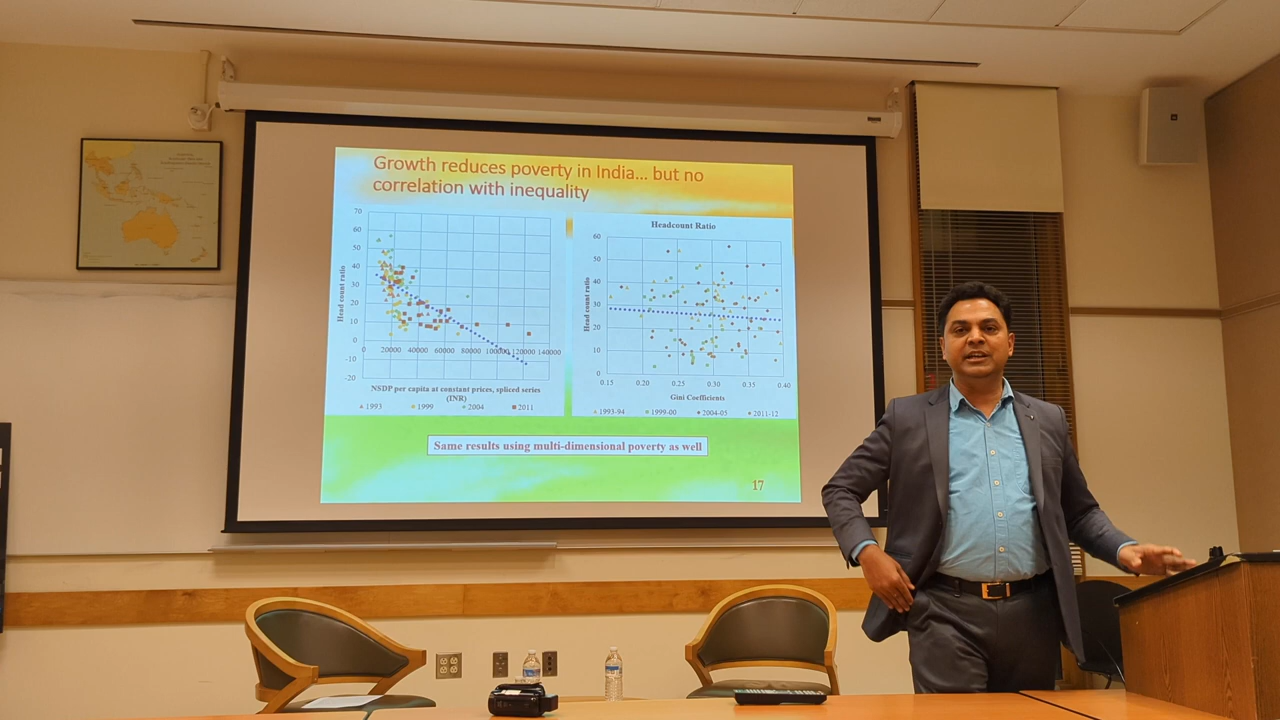 Growth reduces poverty in India... but no
correlation with inequality
70
60
50
40
30
20
10
0
-10
-20
Head count ratio
20000 40000 60000 80000 100000 120000 140000
NSDP per capita at constant prices, spliced series
(INR)
1993 1999 2004 2011
Headcount Ratio
60
50
40
30
20
10
0
Head count ratio
0.15 0.20 0.25 0.30 0.35 0.40
Gini Coefficients
1993-94 1999-00 2004-05 2011-12
Same results using multi-dimensional poverty as well
17